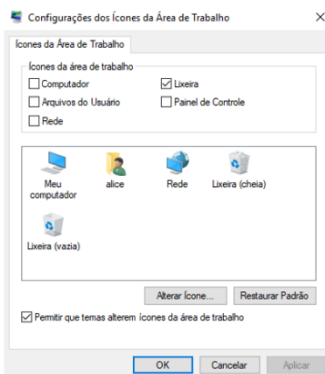 Configurações dos Ícones da Área de Trabalho
Ícones da Área de Trabalho
Ícones da área de trabalho
Computador Lixeira
Arquivos do Usuário Painel de Controle
Rede
Meu computador alice Rede Lixeira (cheia)
Lixeira (vazia)
Alterar Ícone... Restaurar Padrão
Permitir que temas alterem ícones da área de trabalho
OK Cancelar Aplicar